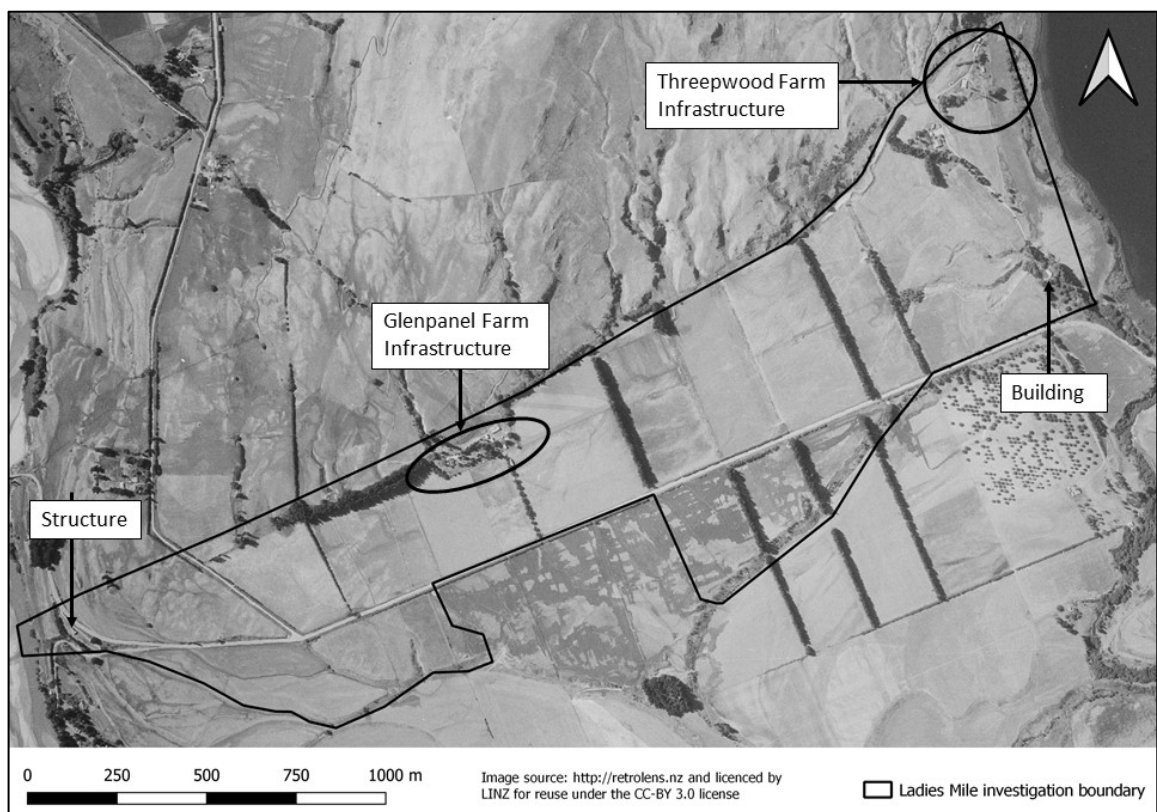 Threepwood Farm
Infrastructure
Glenpanel Farm
Infrastructure
Building
Structure
0 250 500 750 1000 m
Image source: http://retrolens.nz and licenced by
LINZ for reuse under the CC-BY 3.0 license
Ladies Mile investigation boundary